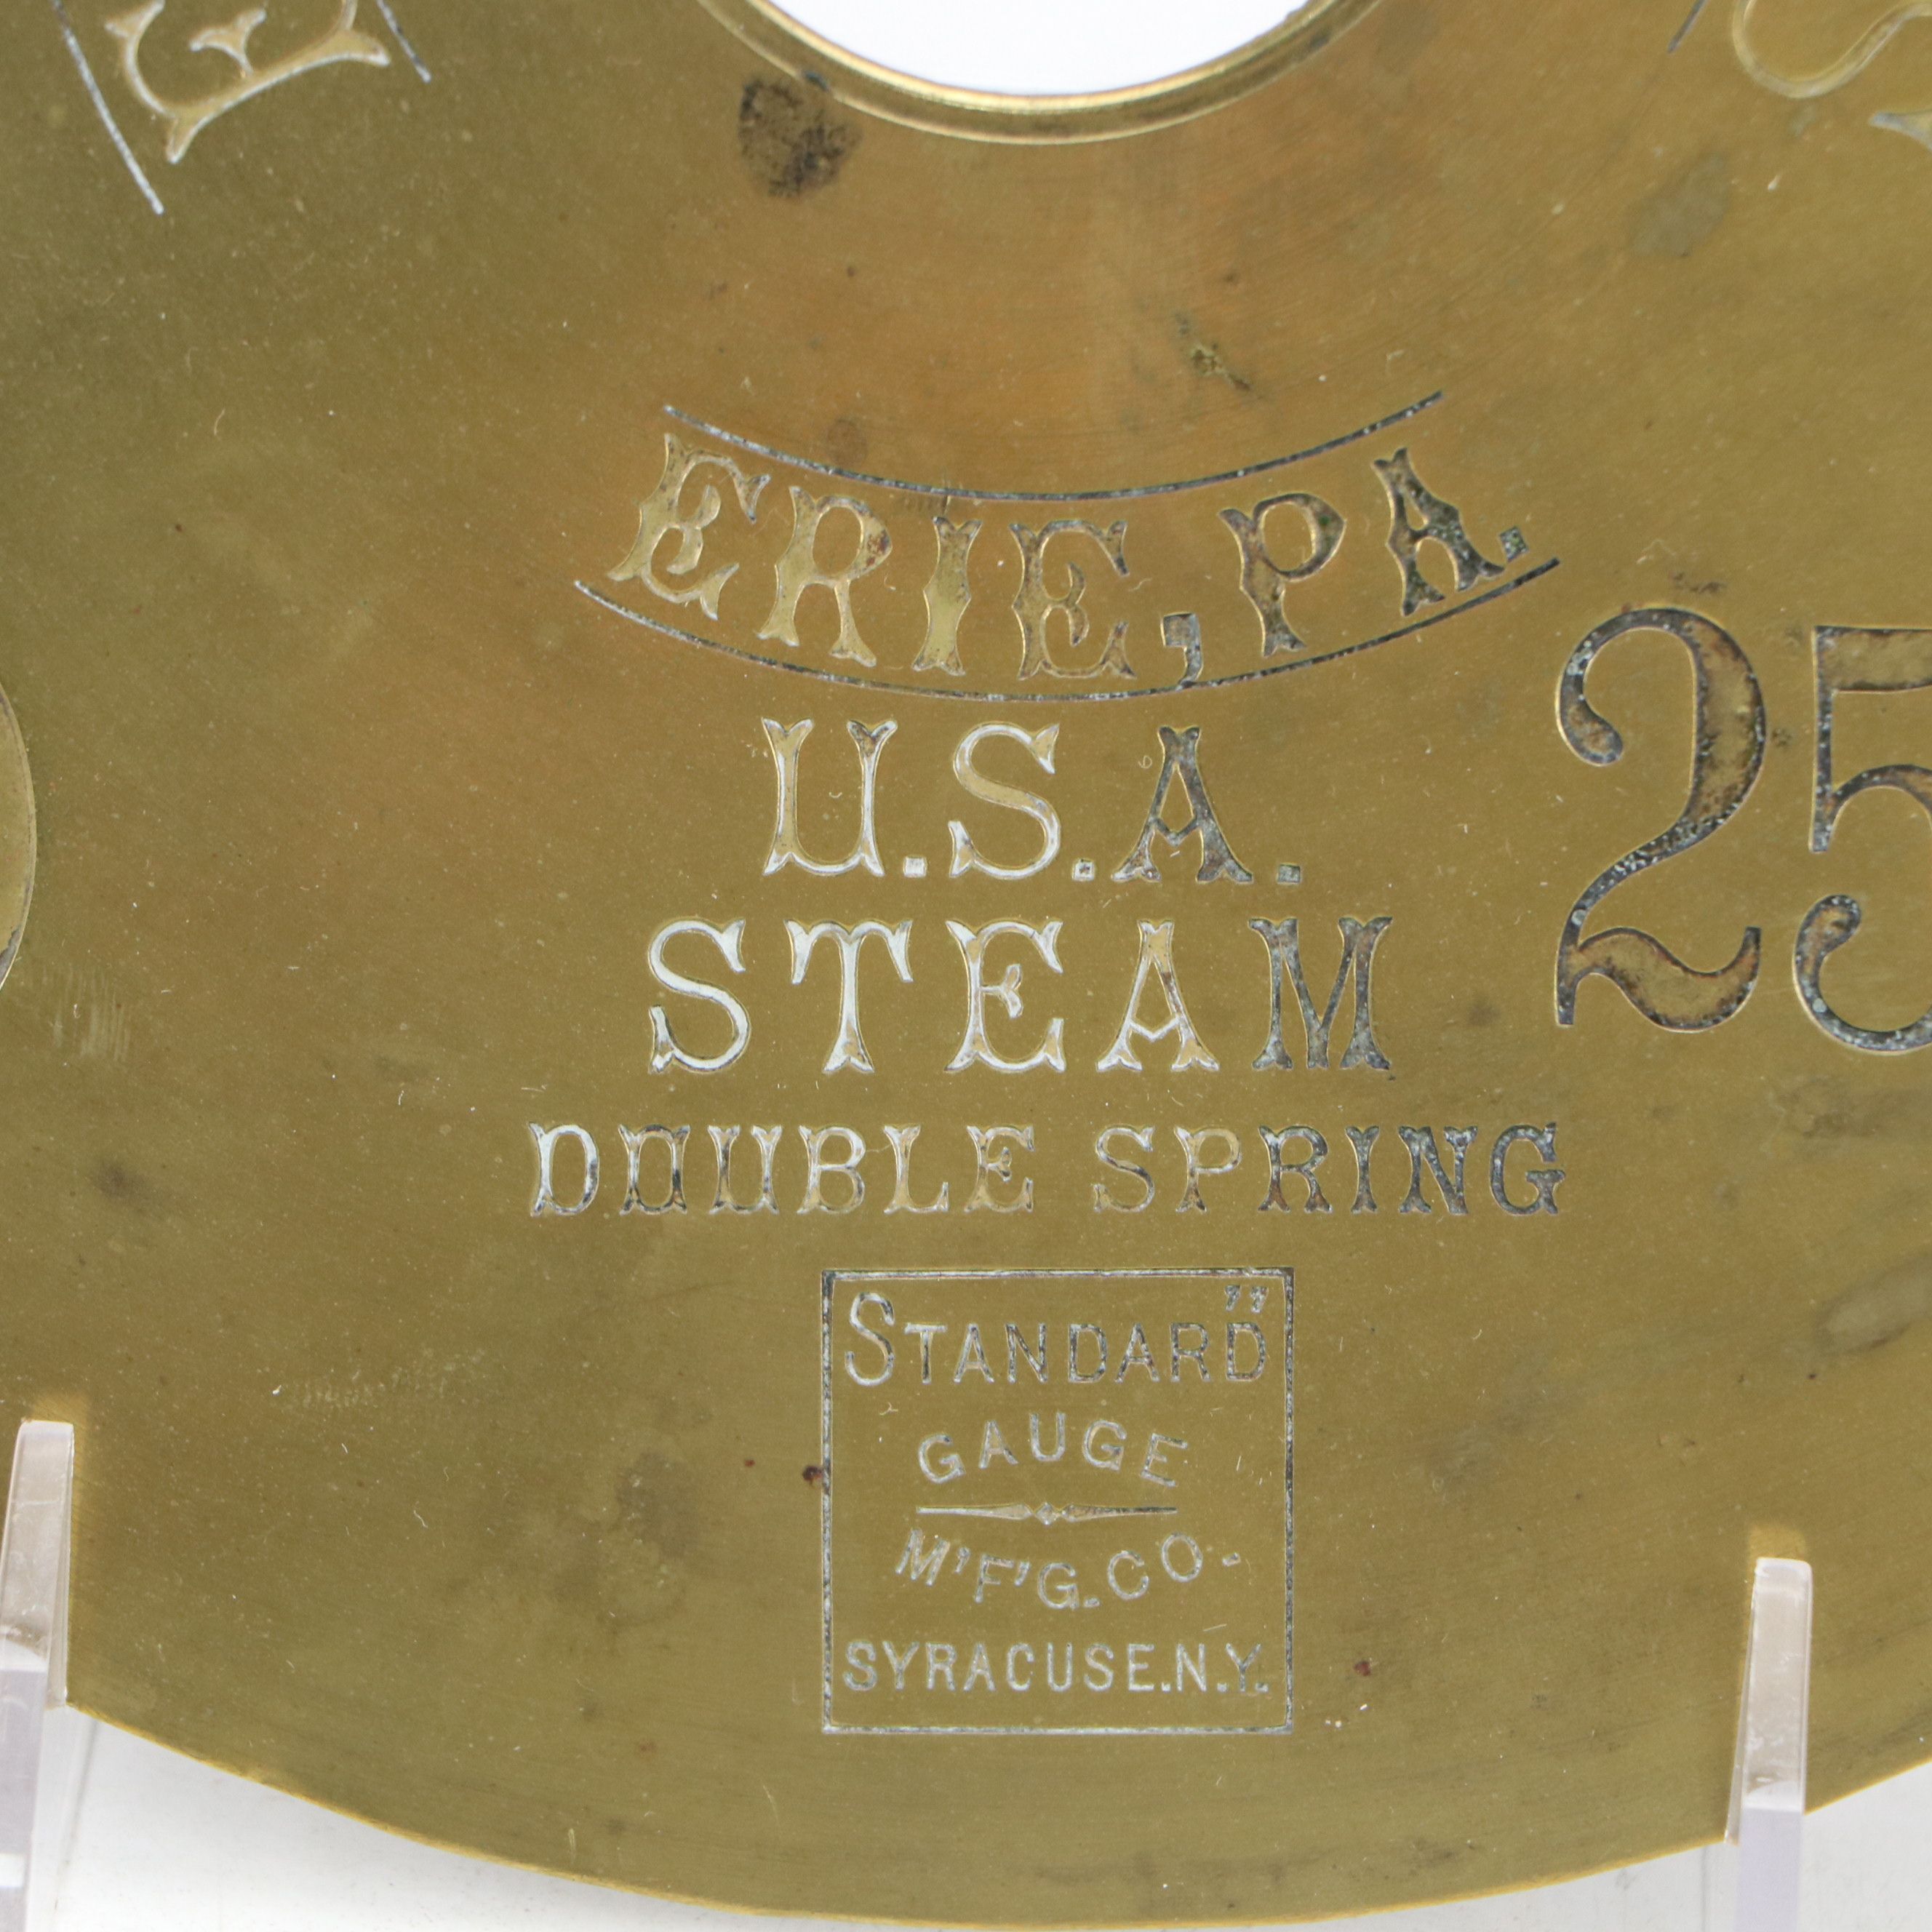 ERIE, PA.
U.S.A.
STEAM
DOUBLE SPRING
25
STANDARD"
GAUGE
M'F'G. CO.
SYRACUSE. N.Y.